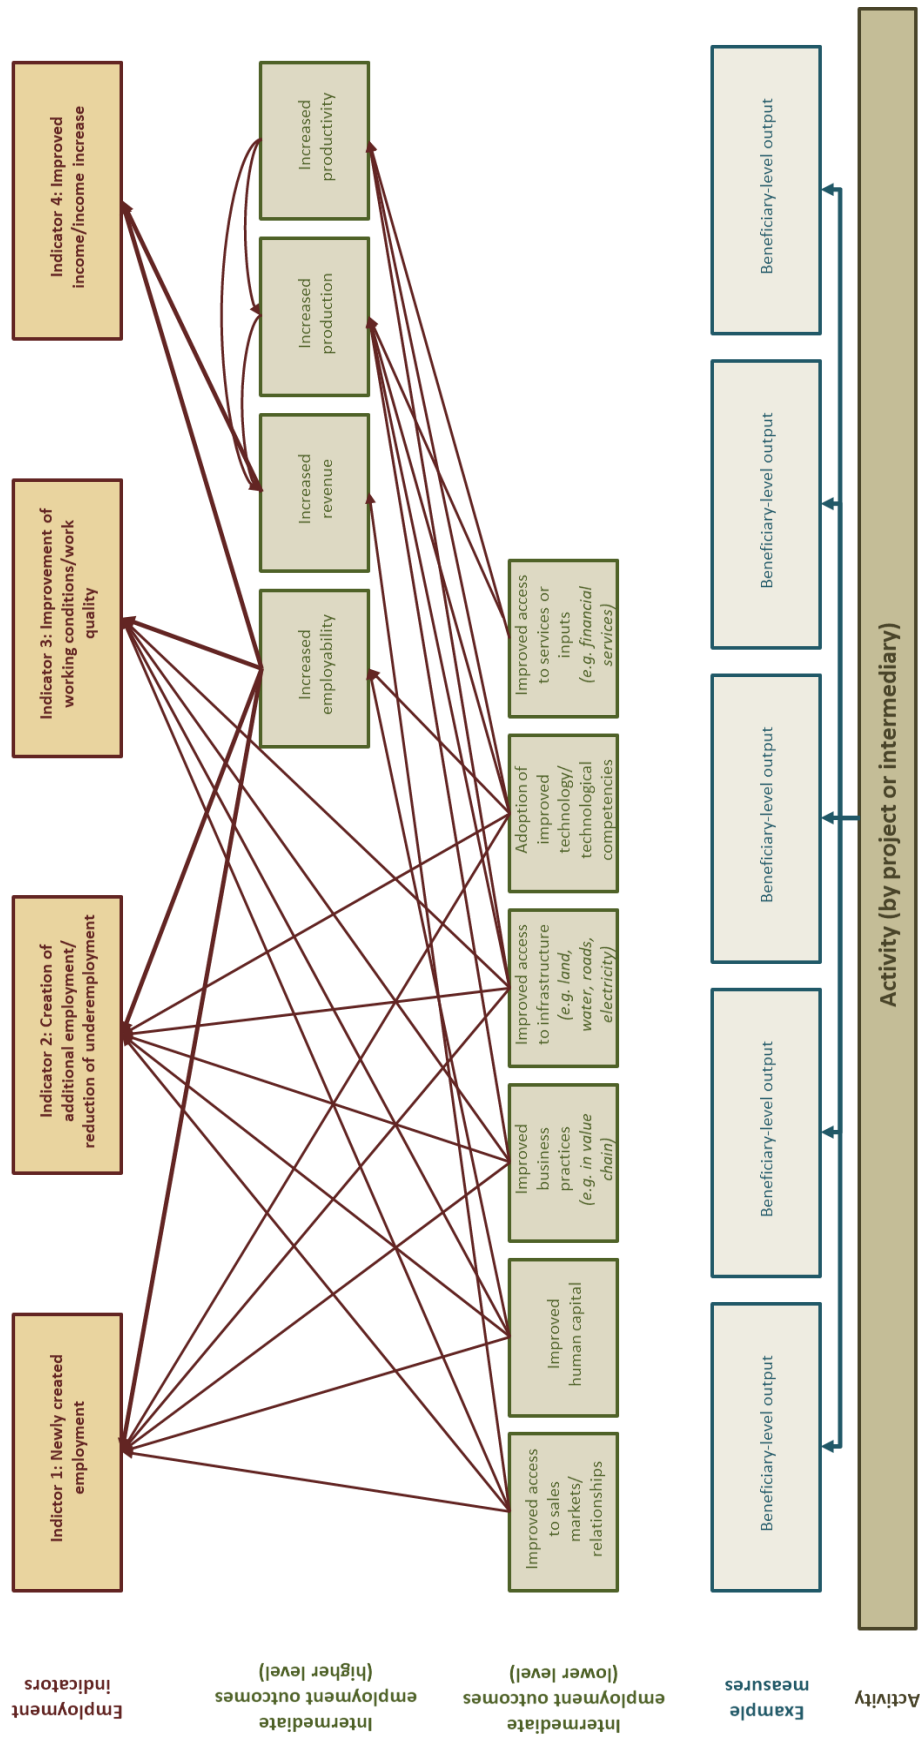 Employment
indicators
Indictor 1: Newly created
employment
Indicator 2: Creation of
additional employment/
reduction of underemployment
Indicator 3: Improvement of
working conditions/work
quality
Indicator 4: Improved
income/income increase
Intermediate
employment outcomes
(higher level)
Increased
employability
Increased
revenue
Increased
production
Increased
productivity
Intermediate
employment outcomes
(lower level)
Improved access
to sales
markets/
relationships
Improved
human capital
Improved
business
practices
(e.g. in value
chain)
Improved access
to infrastructure
(e.g. land,
water, roads,
electricity)
Adoption of
improved
technology/
technological
competencies
Improved access
to services or
inputs
(e.g. financial
services)
Example
measures
Beneficiary-level output
Beneficiary-level output
Beneficiary-level output
Beneficiary-level output
Beneficiary-level output
Activity
Activity (by project or intermediary)